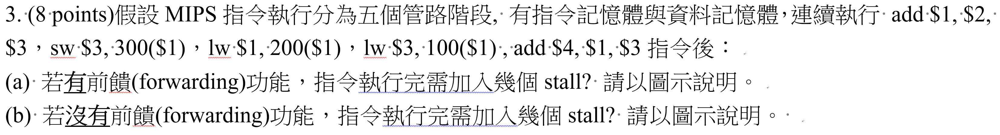 3. (8 points)假設 MIPS 指令執行分為五個管路階段, 有指令記憶體與資料記憶體，連續執行 add $1, $2,
$3，sw $3, 300($1)，lw $1, 200($1)，lw $3, 100($1) , add $4, $1, $3 指令後：
(a) 若有前饋(forwarding)功能，指令執行完需加入幾個 stall? 請以圖示說明。
(b) 若沒有前饋(forwarding)功能，指令執行完需加入幾個 stall? 請以圖示說明。